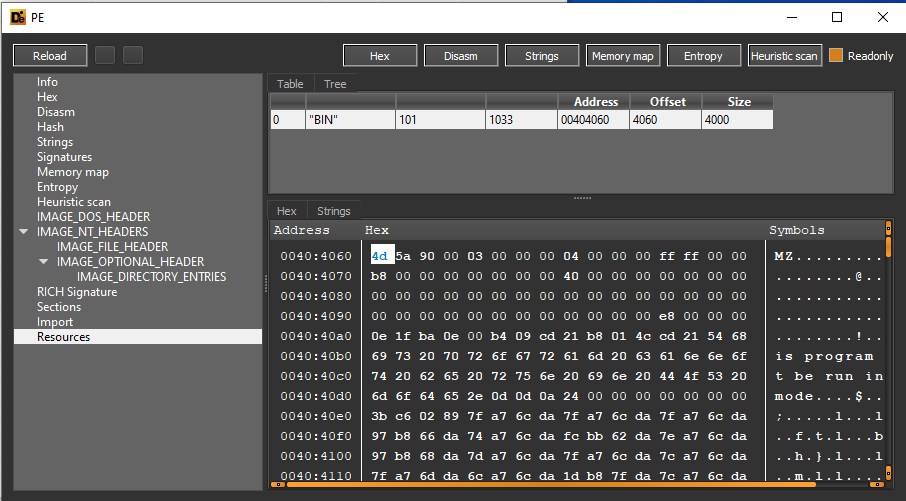 PE
Reload Hex Disasm Strings Memory map Entropy Heuristic scan Readonly
Info
Hex
Disasm
Hash
Strings
Signatures
Memory map
Entropy
Heuristic scan
IMAGE_DOS_HEADER
IMAGE_NT_HEADERS
IMAGE_FILE_HEADER
IMAGE_OPTIONAL_HEADER
IMAGE_DIRECTORY_ENTRIES
RICH Signature
Sections
Import
Resources
Table Tree
Address Offset Size
0 "BIN" 101 1033 00404060 4060 4000
Hex Strings
Address Hex Symbols
0040:4060 4d 5a 90 00 03 00 00 00 04 00 00 00 ff ff 00 00 MZ.........
0040:4070 b8 00 00 00 00 00 00 00 40 00 00 00 00 00 00 00 ........@..
0040:4080 00 00 00 00 00 00 00 00 00 00 00 00 00 00 00 00 ...........
0040:4090 00 00 00 00 00 00 00 00 00 00 00 00 e8 00 00 00 ...........
0040:40a0 0e 1f ba 0e 00 b4 09 cd 21 b8 01 4c cd 21 54 68 ........!..
0040:40b0 69 73 20 70 72 6f 67 72 61 6d 20 63 61 6e 6e 6f is program
0040:40c0 74 20 62 65 20 72 75 6e 20 69 6e 20 44 4f 53 20 t be run in
0040:40d0 6d 6f 64 65 2e 0d 0d 0a 24 00 00 00 00 00 00 00 mode....$..
0040:40e0 3b c6 02 89 7f a7 6c da 7f a7 6c da 7f a7 6c da ;.....l...l
0040:40f0 97 b8 66 da 74 a7 6c da fc bb 62 da 7e a7 6c da ..f.t.l...b
0040:4100 97 b8 68 da 7d a7 6c da 7f a7 6c da 7c a7 6c da ..h.}.l...l
0040:4110 7f a7 6d da 6c a7 6c da 1d b8 7f da 7c a7 6c da ..m.l.l....